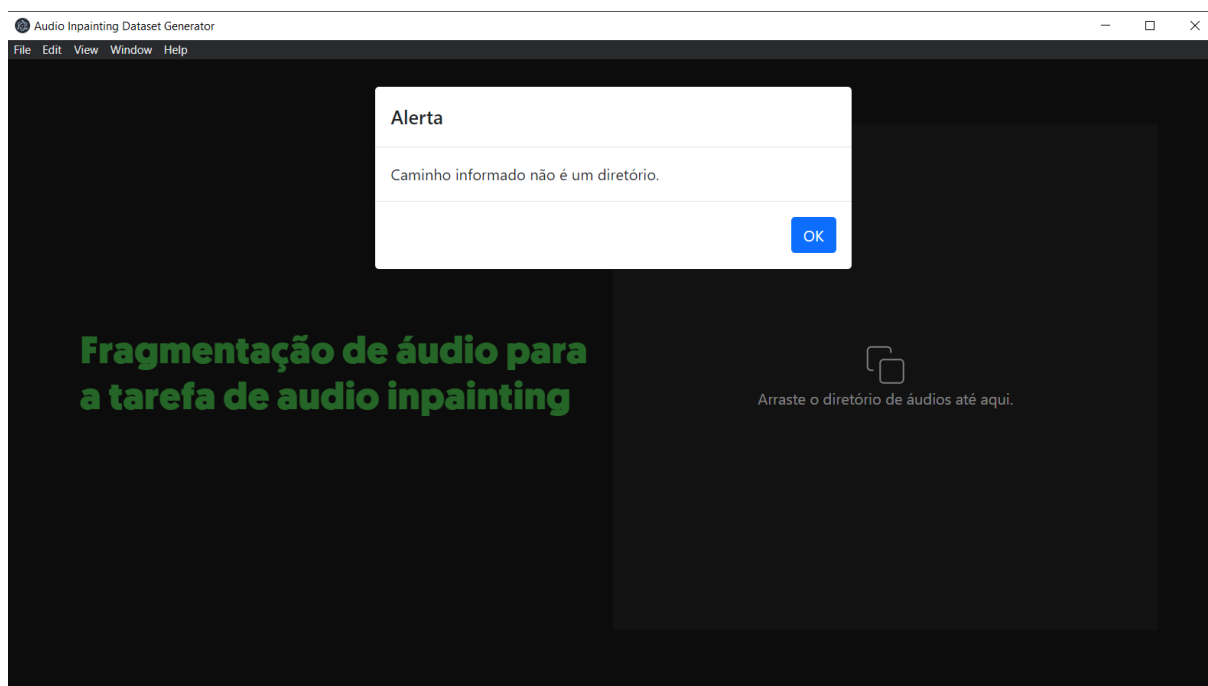 Audio Inpainting Dataset Generator
File Edit View Window Help
Alerta
Caminho informado não é um diretório.
OK
Fragmentação de áudio para
a tarefa de audio inpainting
Arraste o diretório de áudios até aqui.